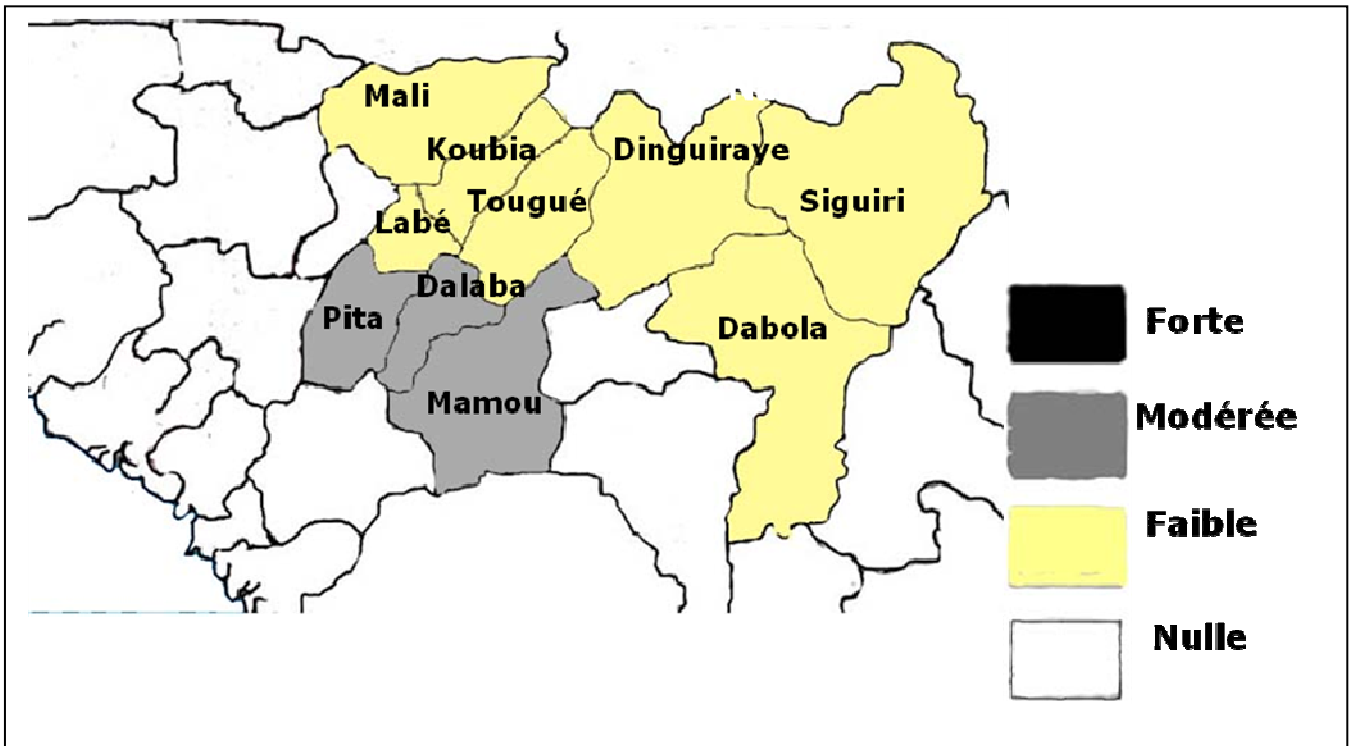 Mali
Koubia
Dinguiraye
Tougué
Siguiri
Labé
Dalaba
Pita
Dabola
Mamou
Forte
Modérée
Faible
Nulle